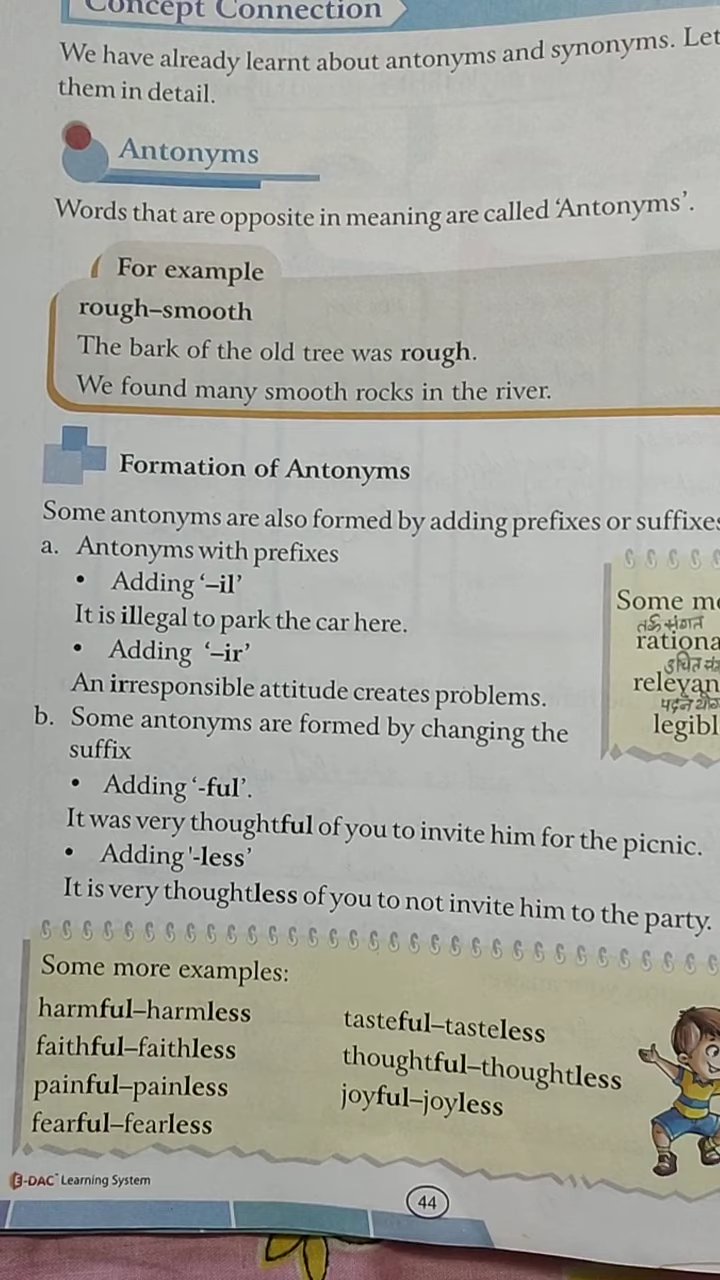 Concept Connection
We have already learnt about antonyms and synonyms. Let
them in detail.
Antonyms
Words that are opposite in meaning are called ‘Antonyms’.
For example
rough–smooth
The bark of the old tree was rough.
We found many smooth rocks in the river.
Formation of Antonyms
Some antonyms are also formed by adding prefixes or suffixes
a. Antonyms with prefixes
• Adding ‘–il’
It is illegal to park the car here.
• Adding ‘–ir’
An irresponsible attitude creates problems.
b. Some antonyms are formed by changing the
suffix
• Adding ‘-ful’.
It was very thoughtful of you to invite him for the picnic.
• Adding '-less’
It is very thoughtless of you to not invite him to the party.
Some
तर्क संगत
उचित
पढ़ने
Some more examples:
harmful–harmless
faithful–faithless
painful–painless
fearful–fearless
tasteful–tasteless
thoughtful–thoughtless
joyful–joyless
E-DAC Learning System
44